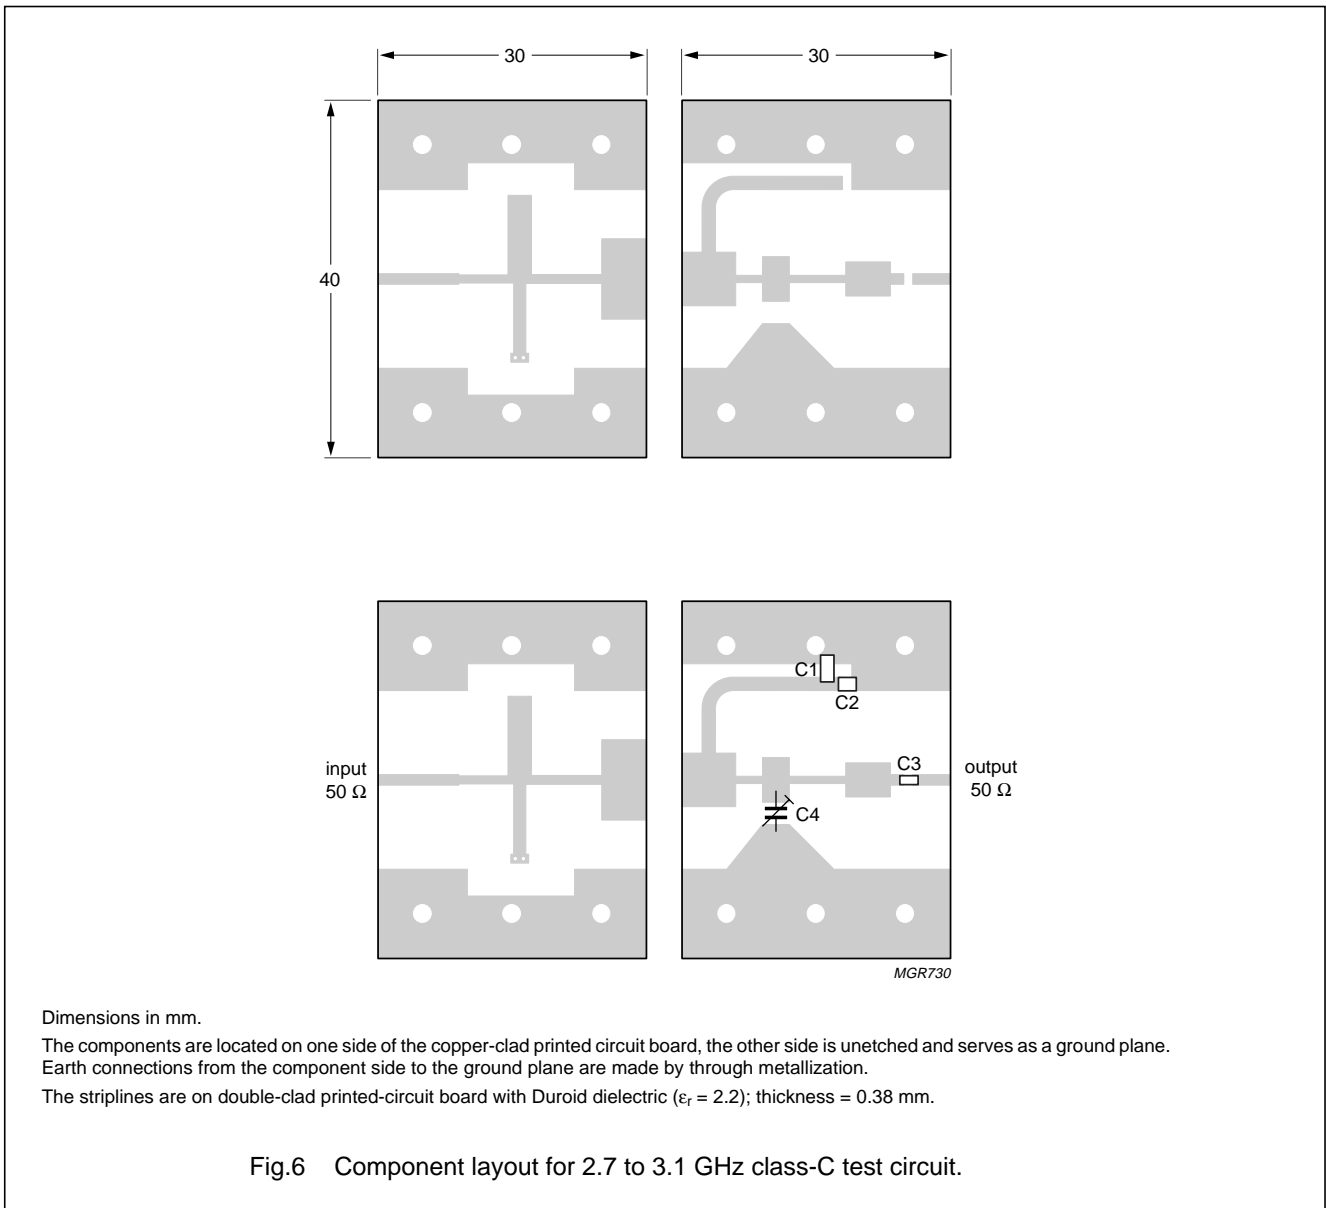 30
30
40
C1
C2
input
50 Ω
C3
output
50 Ω
C4
MGR730
Dimensions in mm.
The components are located on one side of the copper-clad printed circuit board, the other side is unetched and serves as a ground plane.
Earth connections from the component side to the ground plane are made by through metallization.
The striplines are on double-clad printed-circuit board with Duroid dielectric (εr = 2.2); thickness = 0.38 mm.
Fig.6 Component layout for 2.7 to 3.1 GHz class-C test circuit.